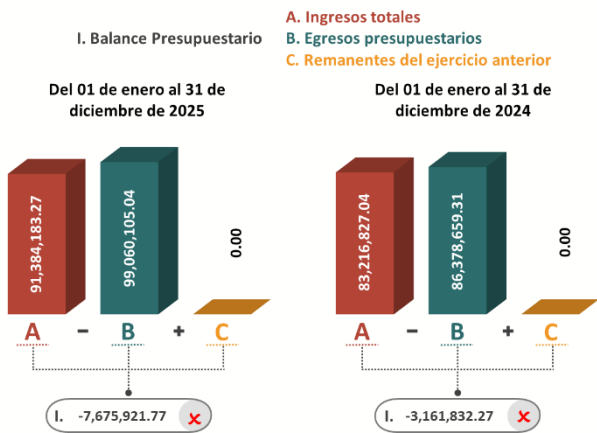 I. Balance Presupuestario
A. Ingresos totales
B. Egresos presupuestarios
C. Remanentes del ejercicio anterior
Del 01 de enero al 31 de
diciembre de 2025
91,384,183.27
99,060,105.04
0.00
A − B + C
I. -7,675,921.77
Del 01 de enero al 31 de
diciembre de 2024
83,216,827.04
86,378,659.31
0.00
A − B + C
I. -3,161,832.27